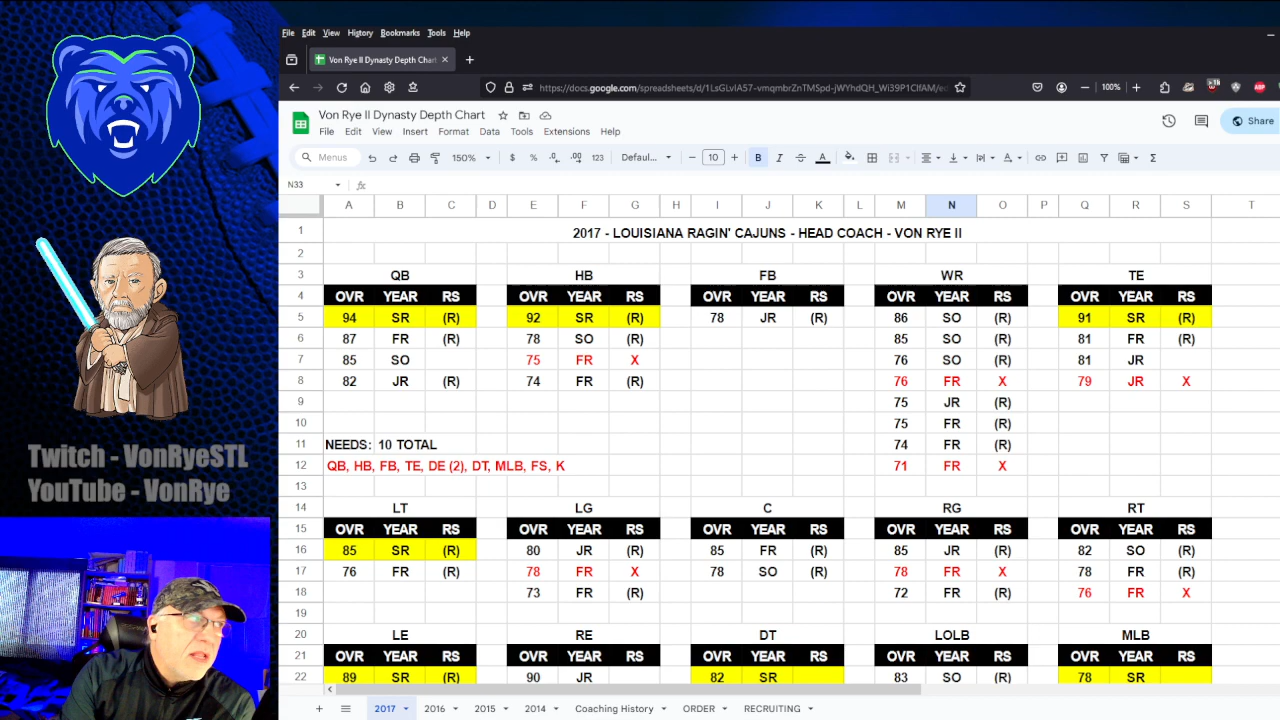 File Edit View History Bookmarks Tools Help
Von Rye II Dynasty Depth Chart
100%
Von Rye II Dynasty Depth Chart
File Edit View Insert Format Data Tools Extensions Help
Share
Menus 150% $ % .0 .00 123 Defaul... 10 B I A
N33 fx
A B C D E F G H I J K L M N O P Q R S T
1 2017 - LOUISIANA RAGIN' CAJUNS - HEAD COACH - VON RYE II
2
3 QB HB FB WR TE
4 OVR YEAR RS OVR YEAR RS OVR YEAR RS OVR YEAR RS OVR YEAR RS
5 94 SR (R) 92 SR (R) 78 JR (R) 86 SO (R) 91 SR (R)
6 87 FR (R) 78 SO (R) 85 SO (R) 81 FR (R)
7 85 SO 75 FR X 76 SO (R) 81 JR
8 82 JR (R) 74 FR (R) 76 FR X 79 JR X
9 75 JR (R)
10 75 FR (R)
11 NEEDS: 10 TOTAL 74 FR (R)
12 QB, HB, FB, TE, DE (2), DT, MLB, FS, K 71 FR X
13
14 LT LG C RG RT
15 OVR YEAR RS OVR YEAR RS OVR YEAR RS OVR YEAR RS OVR YEAR RS
16 85 SR (R) 80 JR (R) 85 FR (R) 85 JR (R) 82 SO (R)
17 76 FR (R) 78 FR X 78 SO (R) 78 FR X 78 FR (R)
18 73 FR (R) 72 FR (R) 76 FR X
19
20 LE RE DT LOLB MLB
21 OVR YEAR RS OVR YEAR RS OVR YEAR RS OVR YEAR RS OVR YEAR RS
22 89 SR (R) 90 JR 82 SR 83 SO (R) 78 SR
2017 2016 2015 2014 Coaching History ORDER RECRUITING
Twitch - VonRyeSTL
YouTube - VonRye